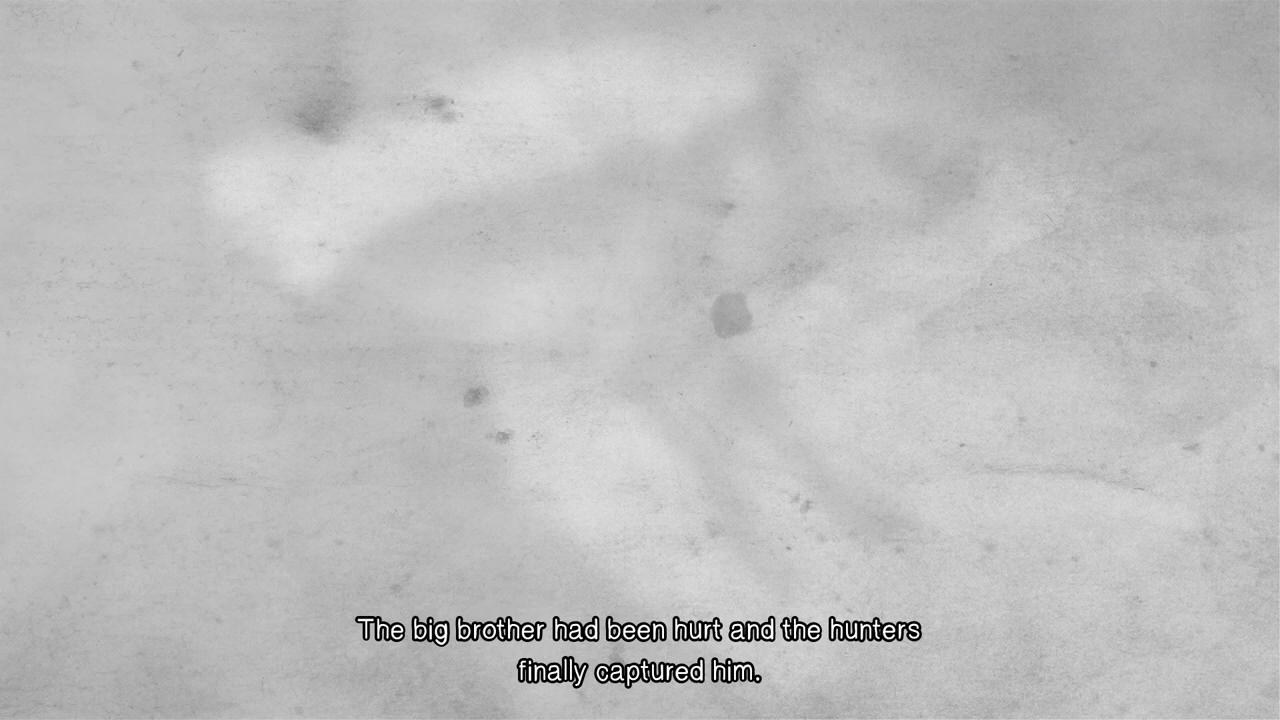 The big brother had been hurt and the hunters
finally captured him.